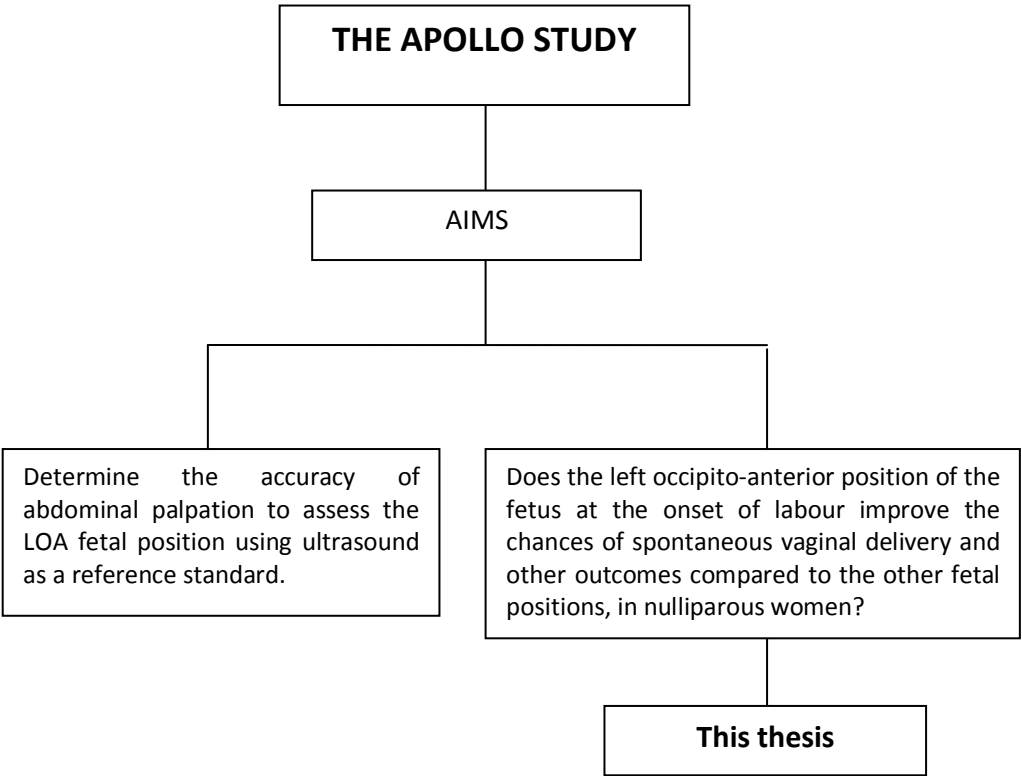 THE APOLLO STUDY
AIMS
Determine the accuracy of
abdominal palpation to assess the
LOA fetal position using ultrasound
as a reference standard.
Does the left occipito-anterior position of the
fetus at the onset of labour improve the
chances of spontaneous vaginal delivery and
other outcomes compared to the other fetal
positions, in nulliparous women?
This thesis